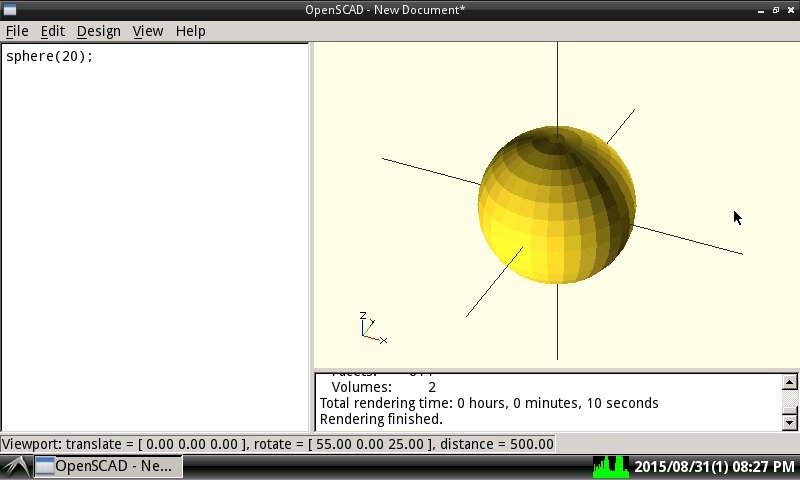 OpenSCAD - New Document*
File Edit Design View Help
sphere(20);
Z
Y
X
Volumes: 2
Total rendering time: 0 hours, 0 minutes, 10 seconds
Rendering finished.
Viewport: translate = [ 0.00 0.00 0.00 ], rotate = [ 55.00 0.00 25.00 ], distance = 500.00
OpenSCAD - Ne...
2015/08/31(1) 08:27 PM